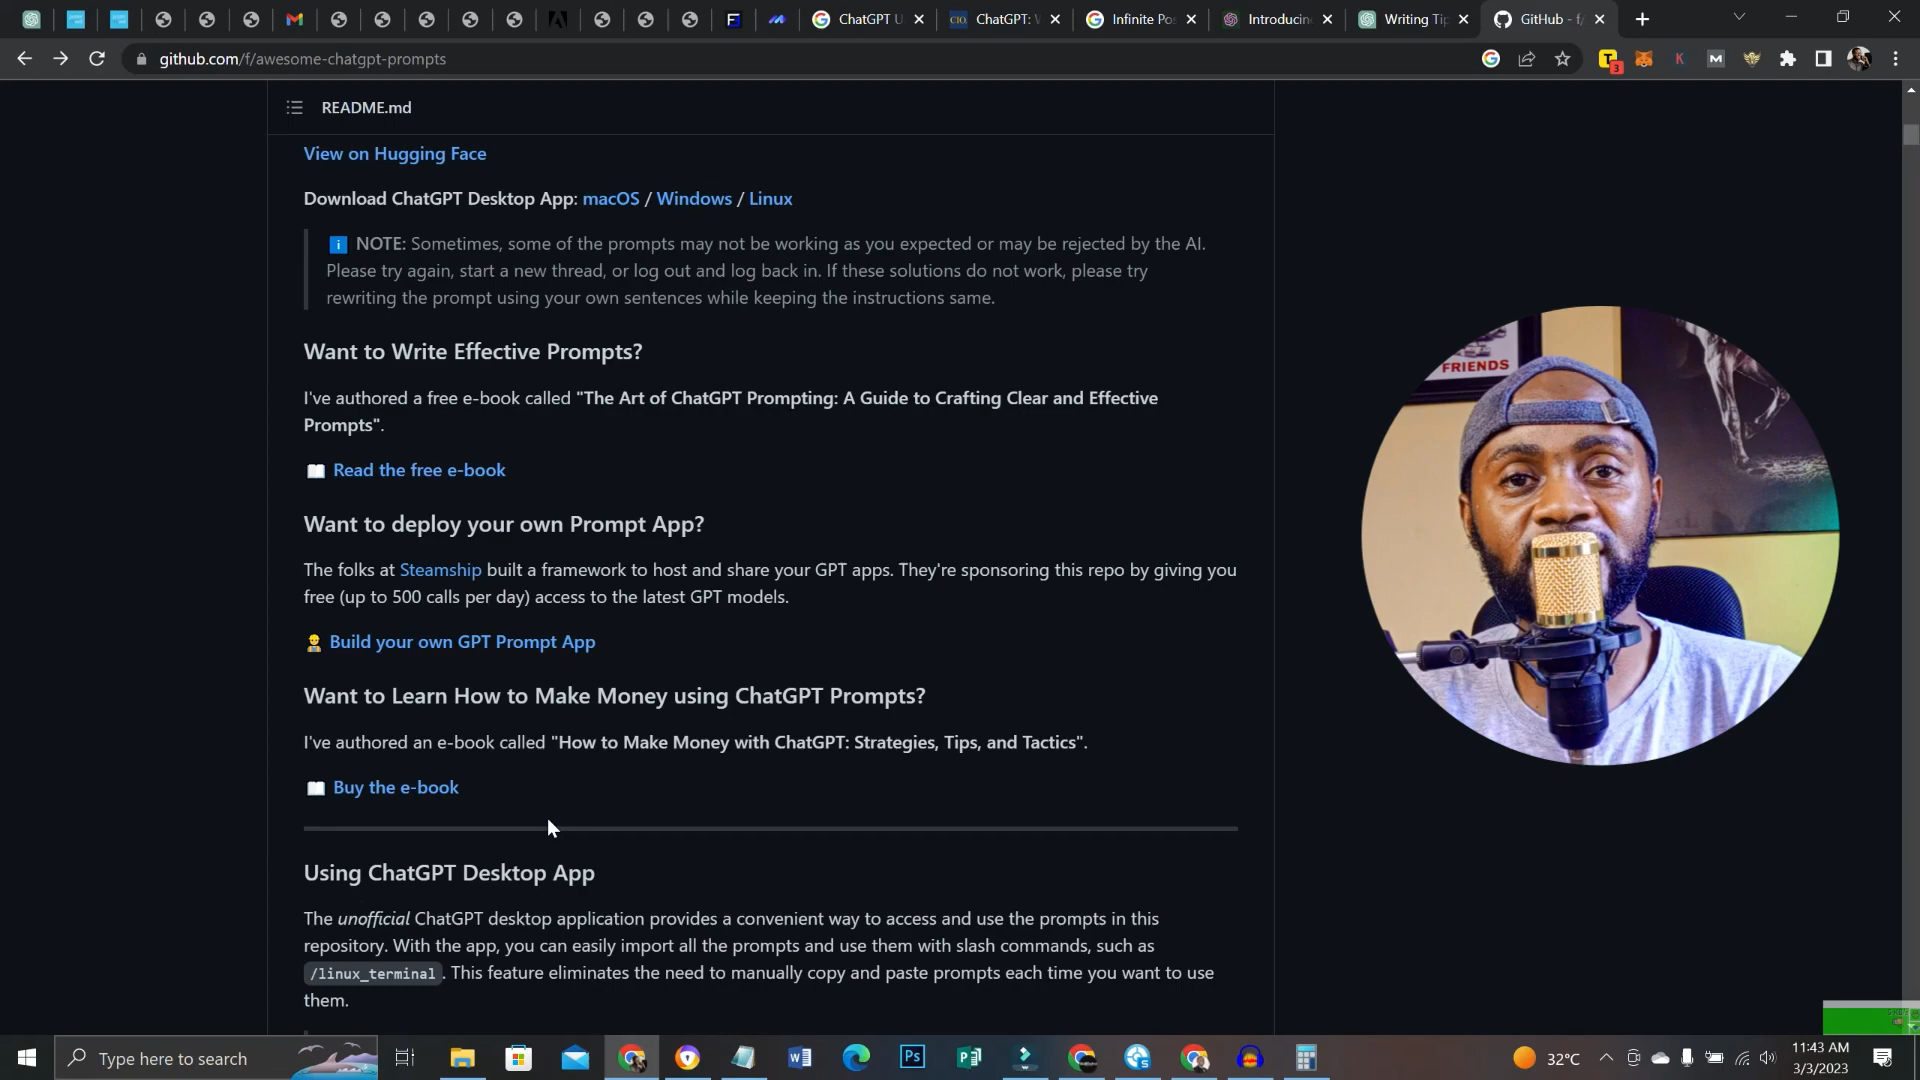 ChatGPT U
ChatGPT: W
Infinite Pos
Introducin
Writing Tip
GitHub - f/
github.com/f/awesome-chatgpt-prompts
3
README.md
View on Hugging Face
Download ChatGPT Desktop App: macOS / Windows / Linux
NOTE: Sometimes, some of the prompts may not be working as you expected or may be rejected by the AI.
Please try again, start a new thread, or log out and log back in. If these solutions do not work, please try
rewriting the prompt using your own sentences while keeping the instructions same.
Want to Write Effective Prompts?
I've authored a free e-book called "The Art of ChatGPT Prompting: A Guide to Crafting Clear and Effective
Prompts".
Read the free e-book
Want to deploy your own Prompt App?
The folks at Steamship built a framework to host and share your GPT apps. They're sponsoring this repo by giving you
free (up to 500 calls per day) access to the latest GPT models.
Build your own GPT Prompt App
Want to Learn How to Make Money using ChatGPT Prompts?
I've authored an e-book called "How to Make Money with ChatGPT: Strategies, Tips, and Tactics".
Buy the e-book
Using ChatGPT Desktop App
The unofficial ChatGPT desktop application provides a convenient way to access and use the prompts in this
repository. With the app, you can easily import all the prompts and use them with slash commands, such as
/linux_terminal. This feature eliminates the need to manually copy and paste prompts each time you want to use
them.
FRIENDS
Type here to search
32°C
11:43 AM
3/3/2023